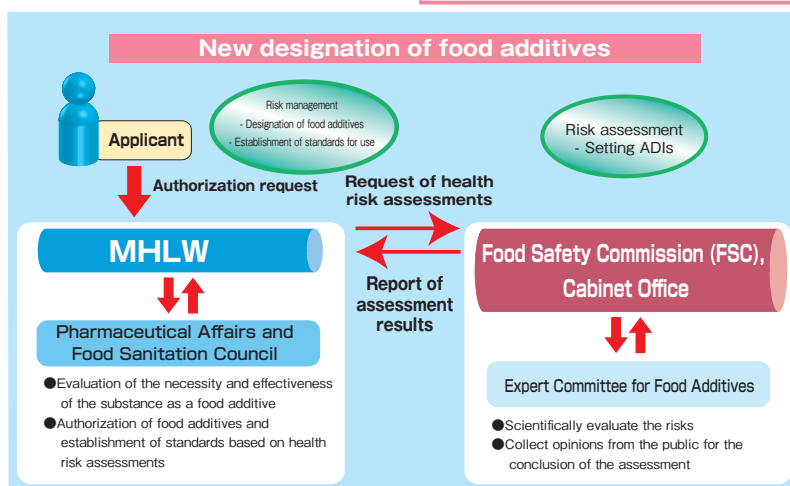 New designation of food additives
Applicant
Risk management
- Designation of food additives
- Establishment of standards for use
Risk assessment
- Setting ADIs
Authorization request
Request of health
risk assessments
MHLW
Food Safety Commission (FSC),
Cabinet Office
Report of
assessment
results
Pharmaceutical Affairs and
Food Sanitation Council
●Evaluation of the necessity and effectiveness
of the substance as a food additive
●Authorization of food additives and
establishment of standards based on health
risk assessments
Expert Committee for Food Additives
●Scientifically evaluate the risks
●Collect opinions from the public for the
conclusion of the assessment